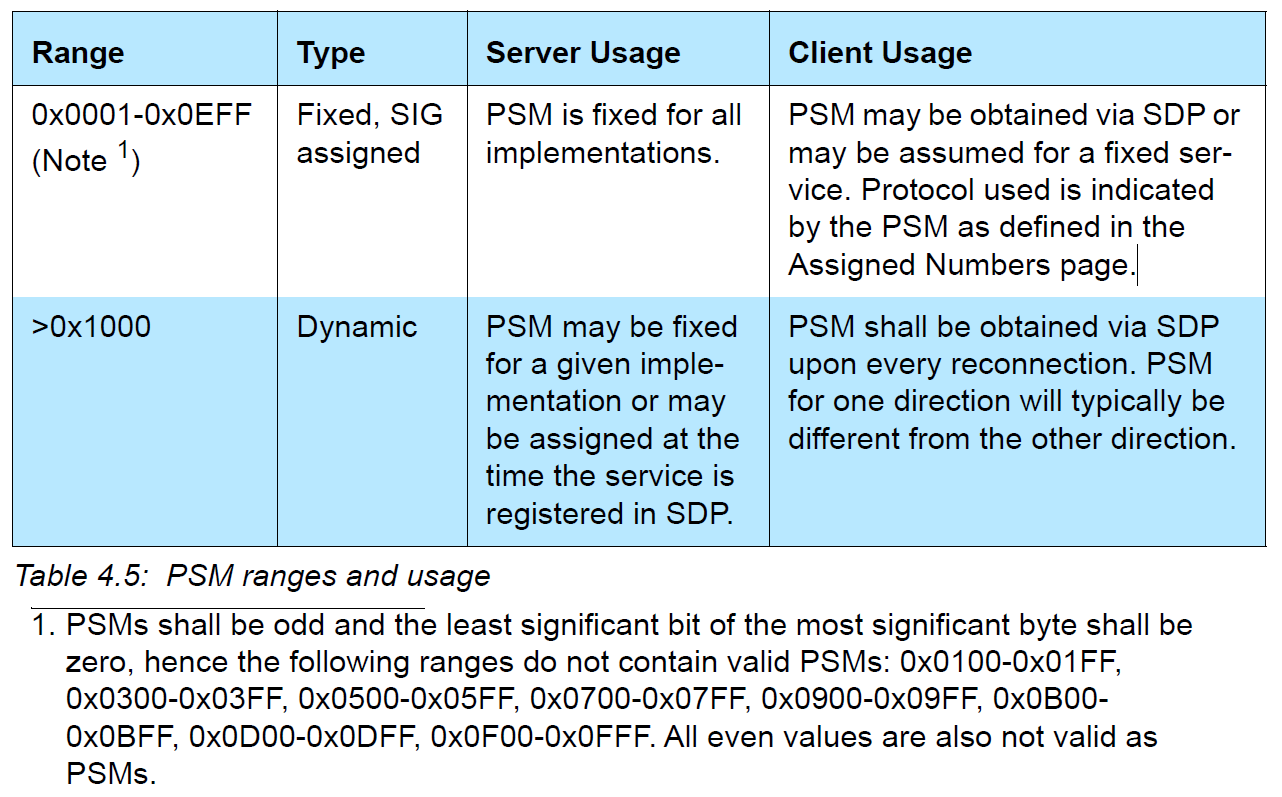 Range Type Server Usage Client Usage
0x0001-0x0EFF
(Note 1)
Fixed, SIG
assigned
PSM is fixed for all
implementations.
PSM may be obtained via SDP or
may be assumed for a fixed ser-
vice. Protocol used is indicated
by the PSM as defined in the
Assigned Numbers page.
>0x1000
Dynamic
PSM may be fixed
for a given imple-
mentation or may
be assigned at the
time the service is
registered in SDP.
PSM shall be obtained via SDP
upon every reconnection. PSM
for one direction will typically be
different from the other direction.
Table 4.5: PSM ranges and usage
1. PSMs shall be odd and the least significant bit of the most significant byte shall be
zero, hence the following ranges do not contain valid PSMs: 0x0100-0x01FF,
0x0300-0x03FF, 0x0500-0x05FF, 0x0700-0x07FF, 0x0900-0x09FF, 0x0B00-
0x0BFF, 0x0D00-0x0DFF, 0x0F00-0x0FFF. All even values are also not valid as
PSMs.